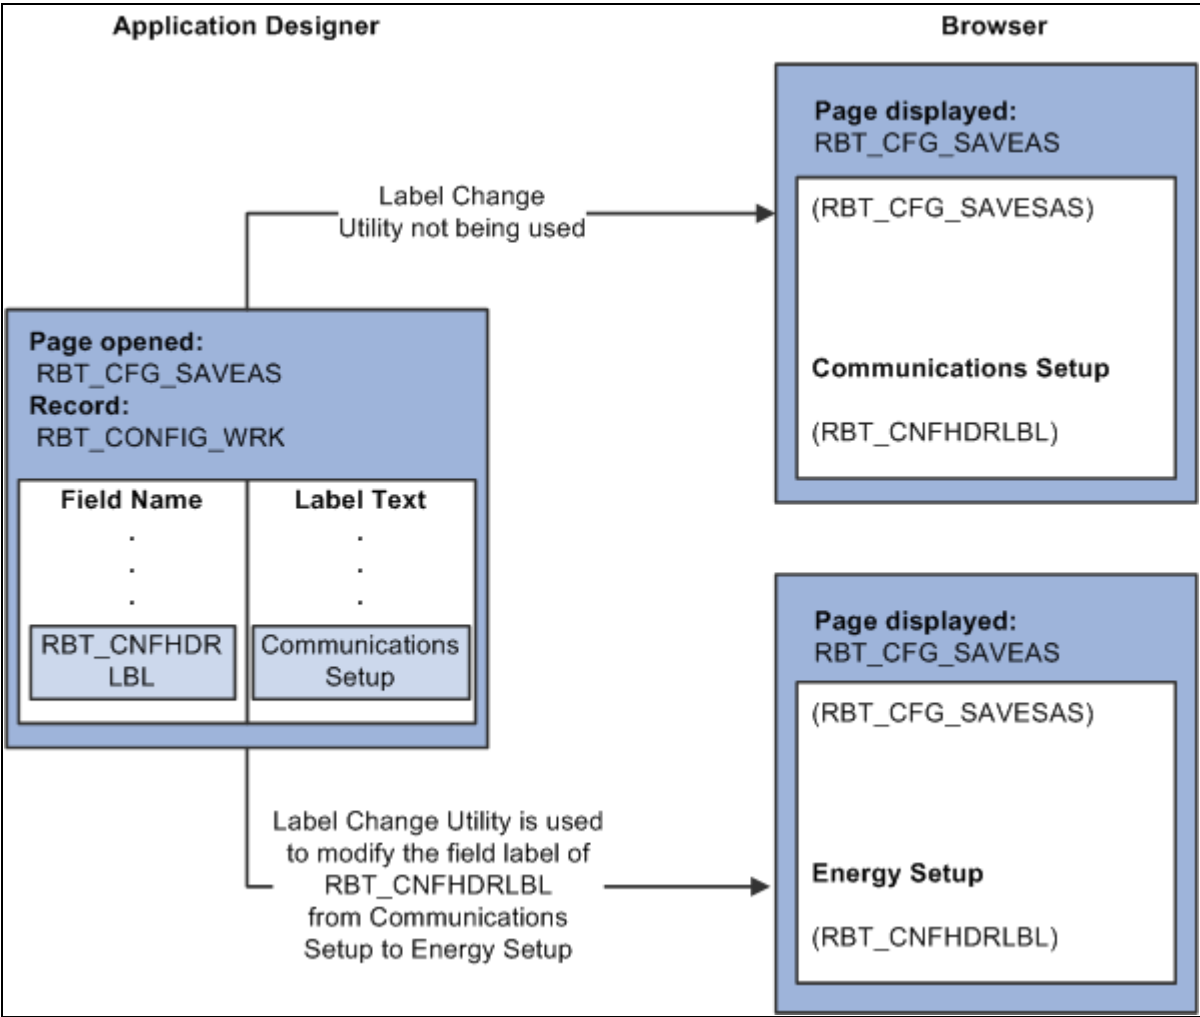 Application Designer
Browser
Page displayed:
RBT_CFG_SAVEAS
(RBT_CFG_SAVESAS)
Communications Setup
(RBT_CNFHDRLBL)
Label Change
Utility not being used
Page opened:
RBT_CFG_SAVEAS
Record:
RBT_CONFIG_WRK
Field Name
Label Text
.
.
.
.
.
.
RBT_CNFHDR
LBL
Communications
Setup
Label Change Utility is used
to modify the field label of
RBT_CNFHDRLBL
from Communications
Setup to Energy Setup
Page displayed:
RBT_CFG_SAVEAS
(RBT_CFG_SAVESAS)
Energy Setup
(RBT_CNFHDRLBL)